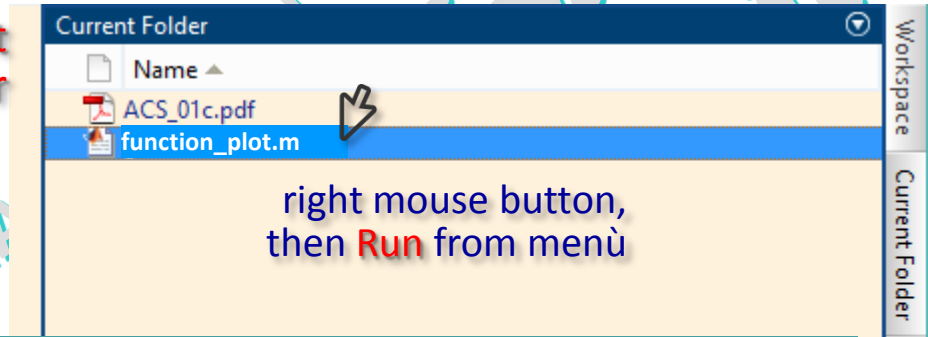 Current Folder
Name
ACS_01c.pdf
function_plot.m
right mouse button,
then Run from menù
Workspace
Current Folder